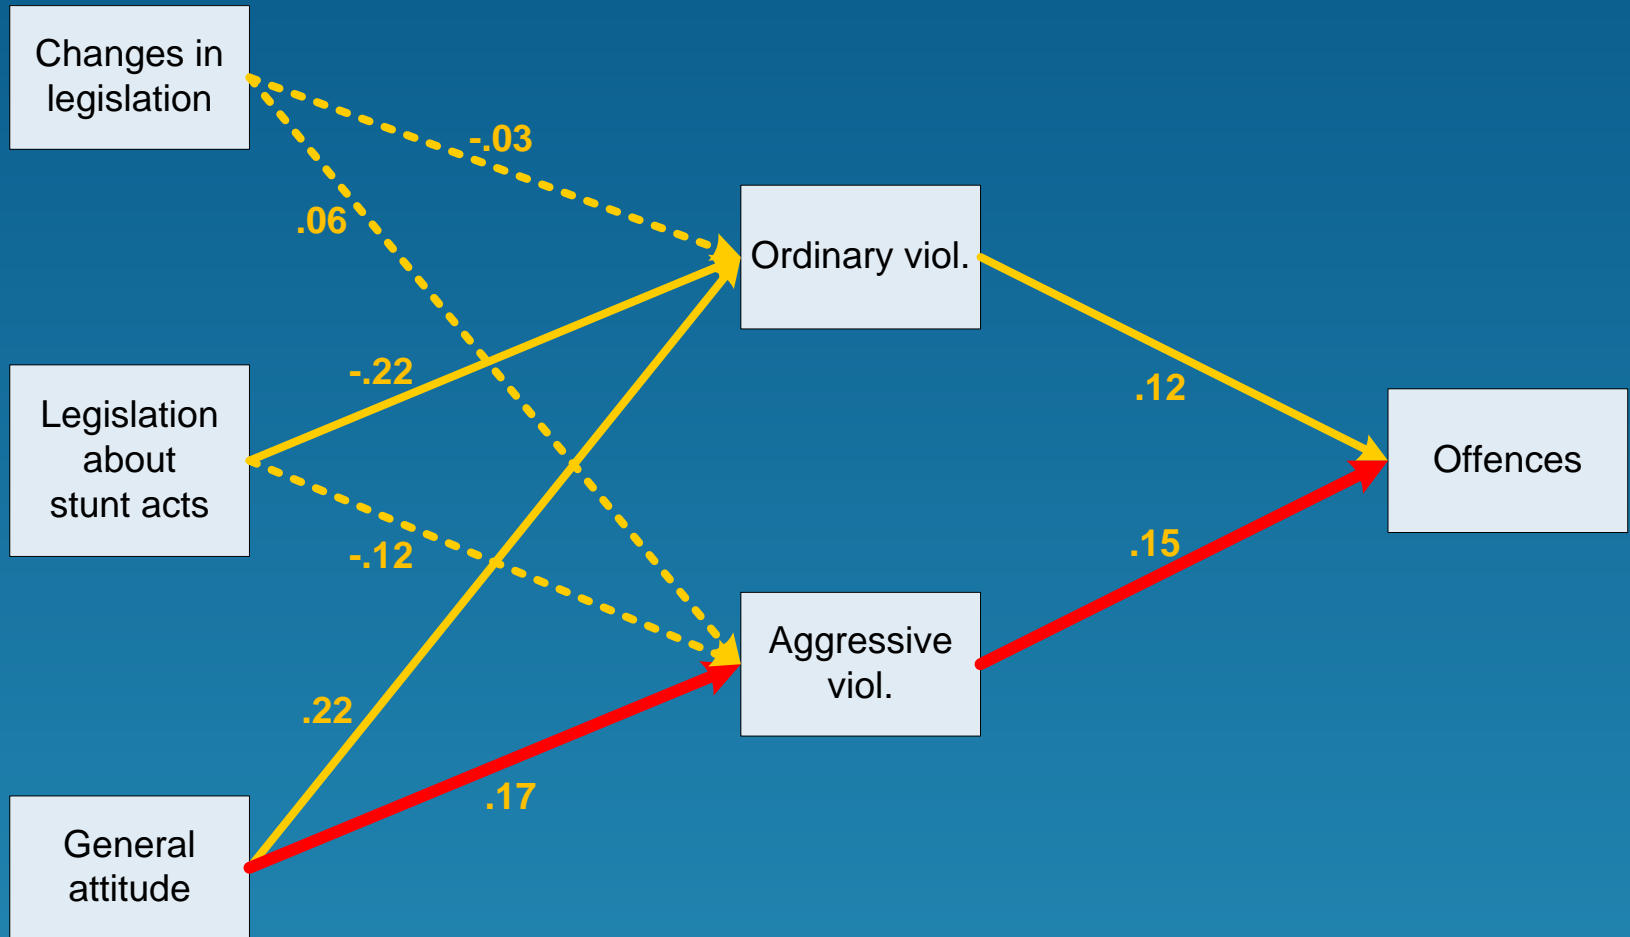 Changes in
legislation
-.03
.06
Ordinary viol.
-.22
.12
Legislation
about
stunt acts
Offences
-.12
.15
Aggressive
viol.
.22
.17
General
attitude